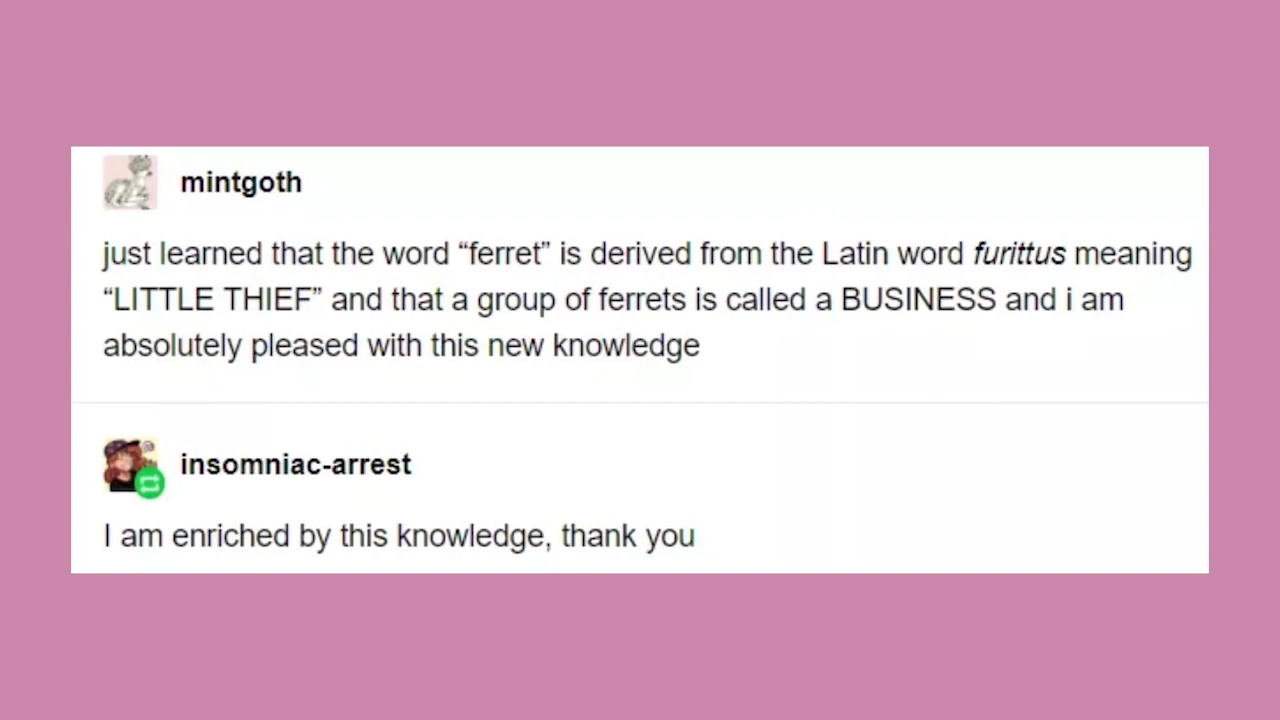 mintgoth
just learned that the word “ferret” is derived from the Latin word furittus meaning
“LITTLE THIEF” and that a group of ferrets is called a BUSINESS and i am
absolutely pleased with this new knowledge
insomniac-arrest
I am enriched by this knowledge, thank you